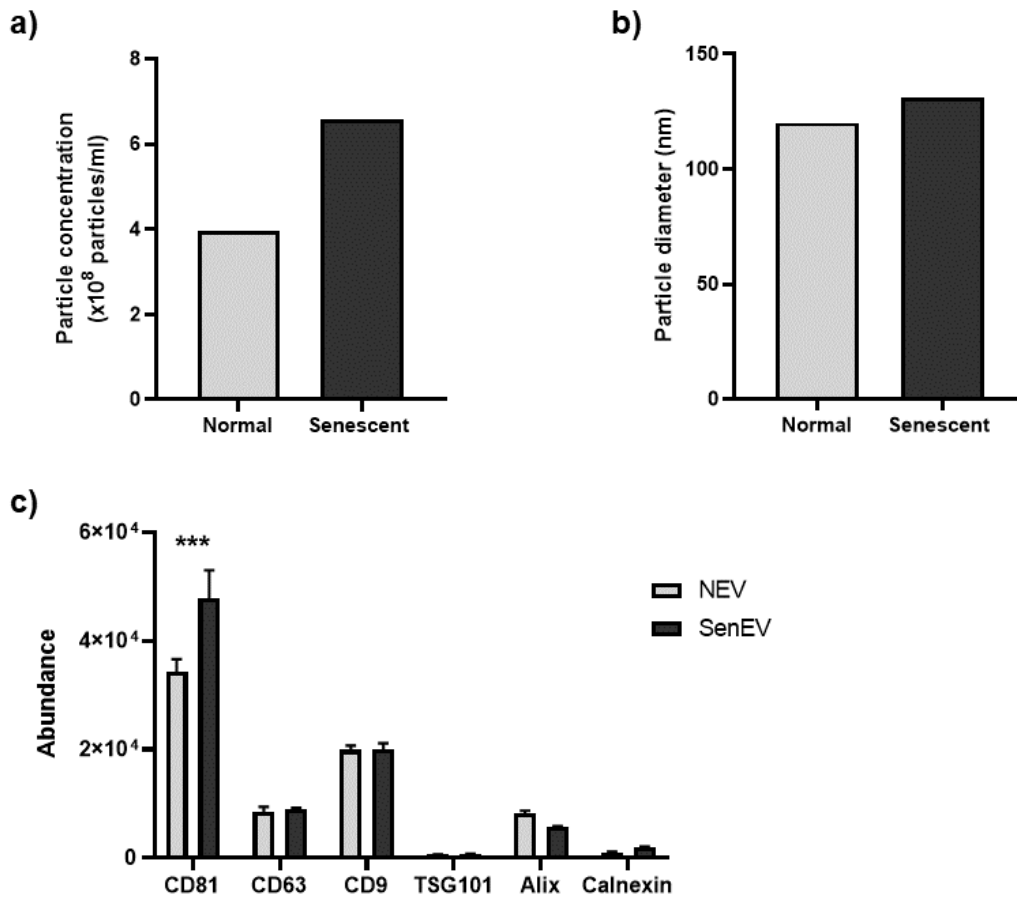 a)
Particle concentration
(x10⁸ particles/ml)
8
6
4
2
0
Normal
Senescent
b)
Particle diameter (nm)
150
100
50
0
Normal
Senescent
c)
Abundance
6×10⁴
4×10⁴
2×10⁴
0
***
CD81
CD63
CD9
TSG101
Alix
Calnexin
NEV
SenEV